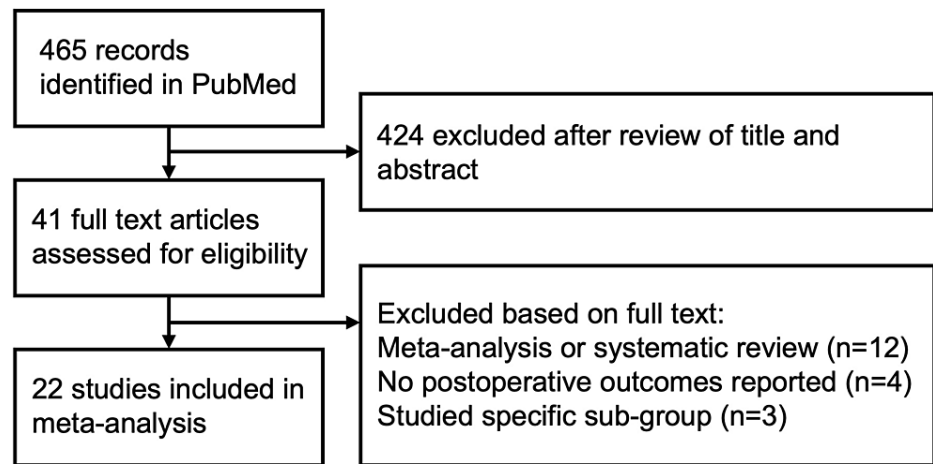 465 records
identified in PubMed
424 excluded after review of title and
abstract
41 full text articles
assessed for eligibility
Excluded based on full text:
Meta-analysis or systematic review (n=12)
No postoperative outcomes reported (n=4)
Studied specific sub-group (n=3)
22 studies included in
meta-analysis